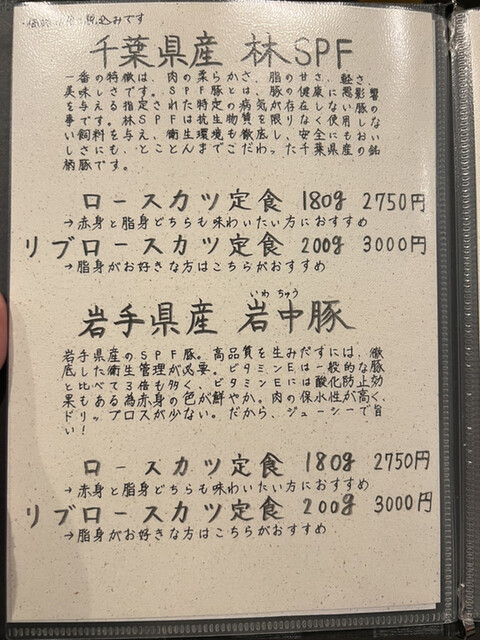 税込みです
千葉県産 林SPF
一番の特徴は、肉の柔らかさ、脂の甘さ、軽さ、
美味しさです。SPF豚とは、豚の健康に悪影響
を与える指定された特定の病気が存在しない豚の
事です。林SPFは抗生物質を限りなく使用しな
い飼料を与え、衛生環境も徹底し、安全にもおい
しさにも、とことんまでこだわった千葉県産の銘
柄豚です。
ロースカツ定食 180g 2750円
→赤身と脂身どちらも味わいたい方におすすめ
リブロースカツ定食 200g 3000円
→脂身がお好きな方はこちらがおすすめ
いわ ちゅう
岩手県産 岩中豚
岩手県産のSPF豚。高品質を生みだすには、徹
底した衛生管理が必要。ビタミンEは一般的な豚
と比べて3倍も多く、ビタミンEには酸化防止効
果もある為赤身の色が鮮やか。肉の保水性が高く、
ドリップロスが少ない。だから、ジューシーで旨
い！
ロースカツ定食 180g 2750円
→赤身と脂身どちらも味わいたい方におすすめ
リブロースカツ定食 200g 3000円
→脂身がお好きな方はこちらがおすすめ